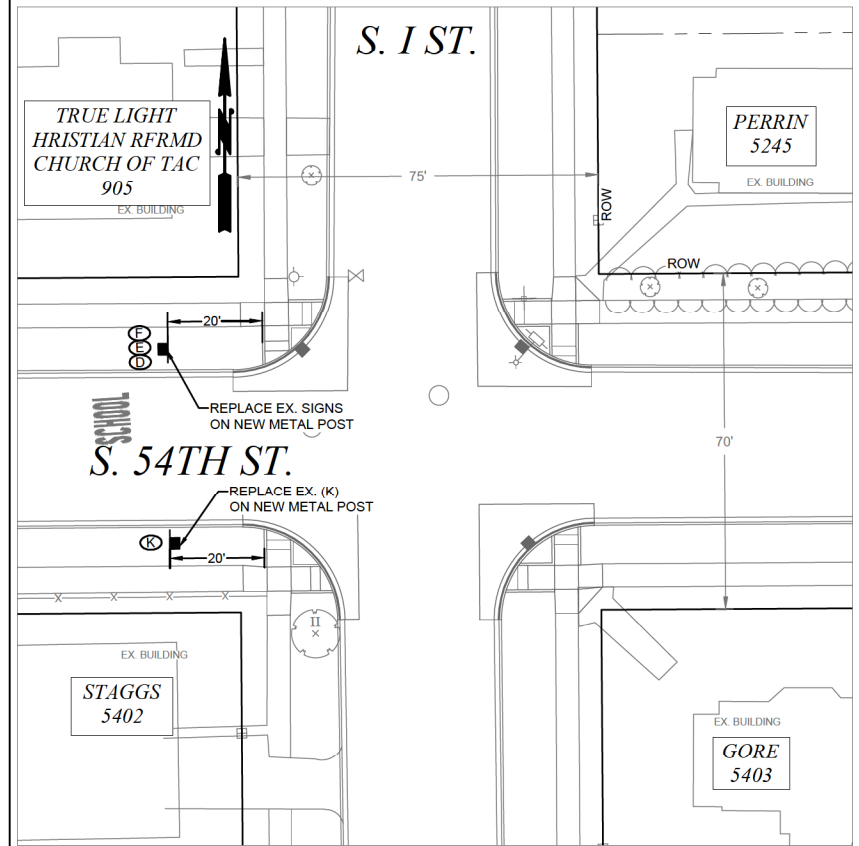 S. I ST.
TRUE LIGHT
HRISTIAN RFRMD
CHURCH OF TAC
905
N
EX. BUILDING
PERRIN
5245
EX. BUILDING
75'
ROW
ROW
20'
F
E
D
REPLACE EX. SIGNS
ON NEW METAL POST
SCHOOL
S. 54TH ST.
70'
REPLACE EX. (K)
ON NEW METAL POST
K
20'
X X X X
II
X
EX. BUILDING
STAGGS
5402
EX. BUILDING
GORE
5403